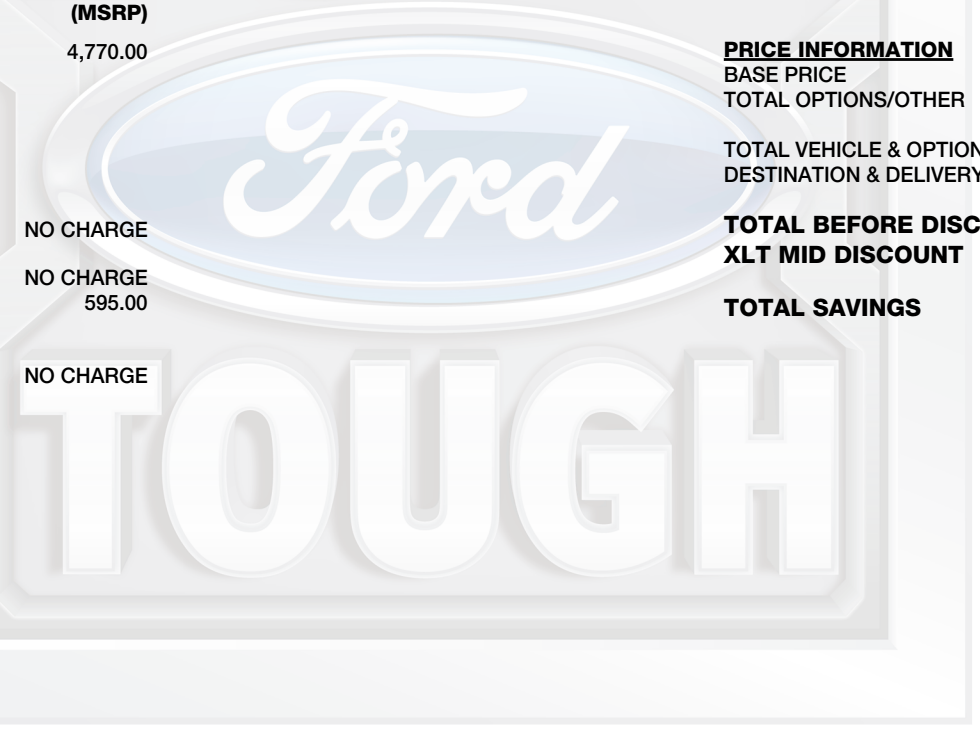 (MSRP)
4,770.00
NO CHARGE
NO CHARGE
595.00
NO CHARGE
PRICE INFORMATION
BASE PRICE
TOTAL OPTIONS/OTHER
TOTAL VEHICLE & OPTION
DESTINATION & DELIVERY
TOTAL BEFORE DISC
XLT MID DISCOUNT
TOTAL SAVINGS
Ford
TOUGH